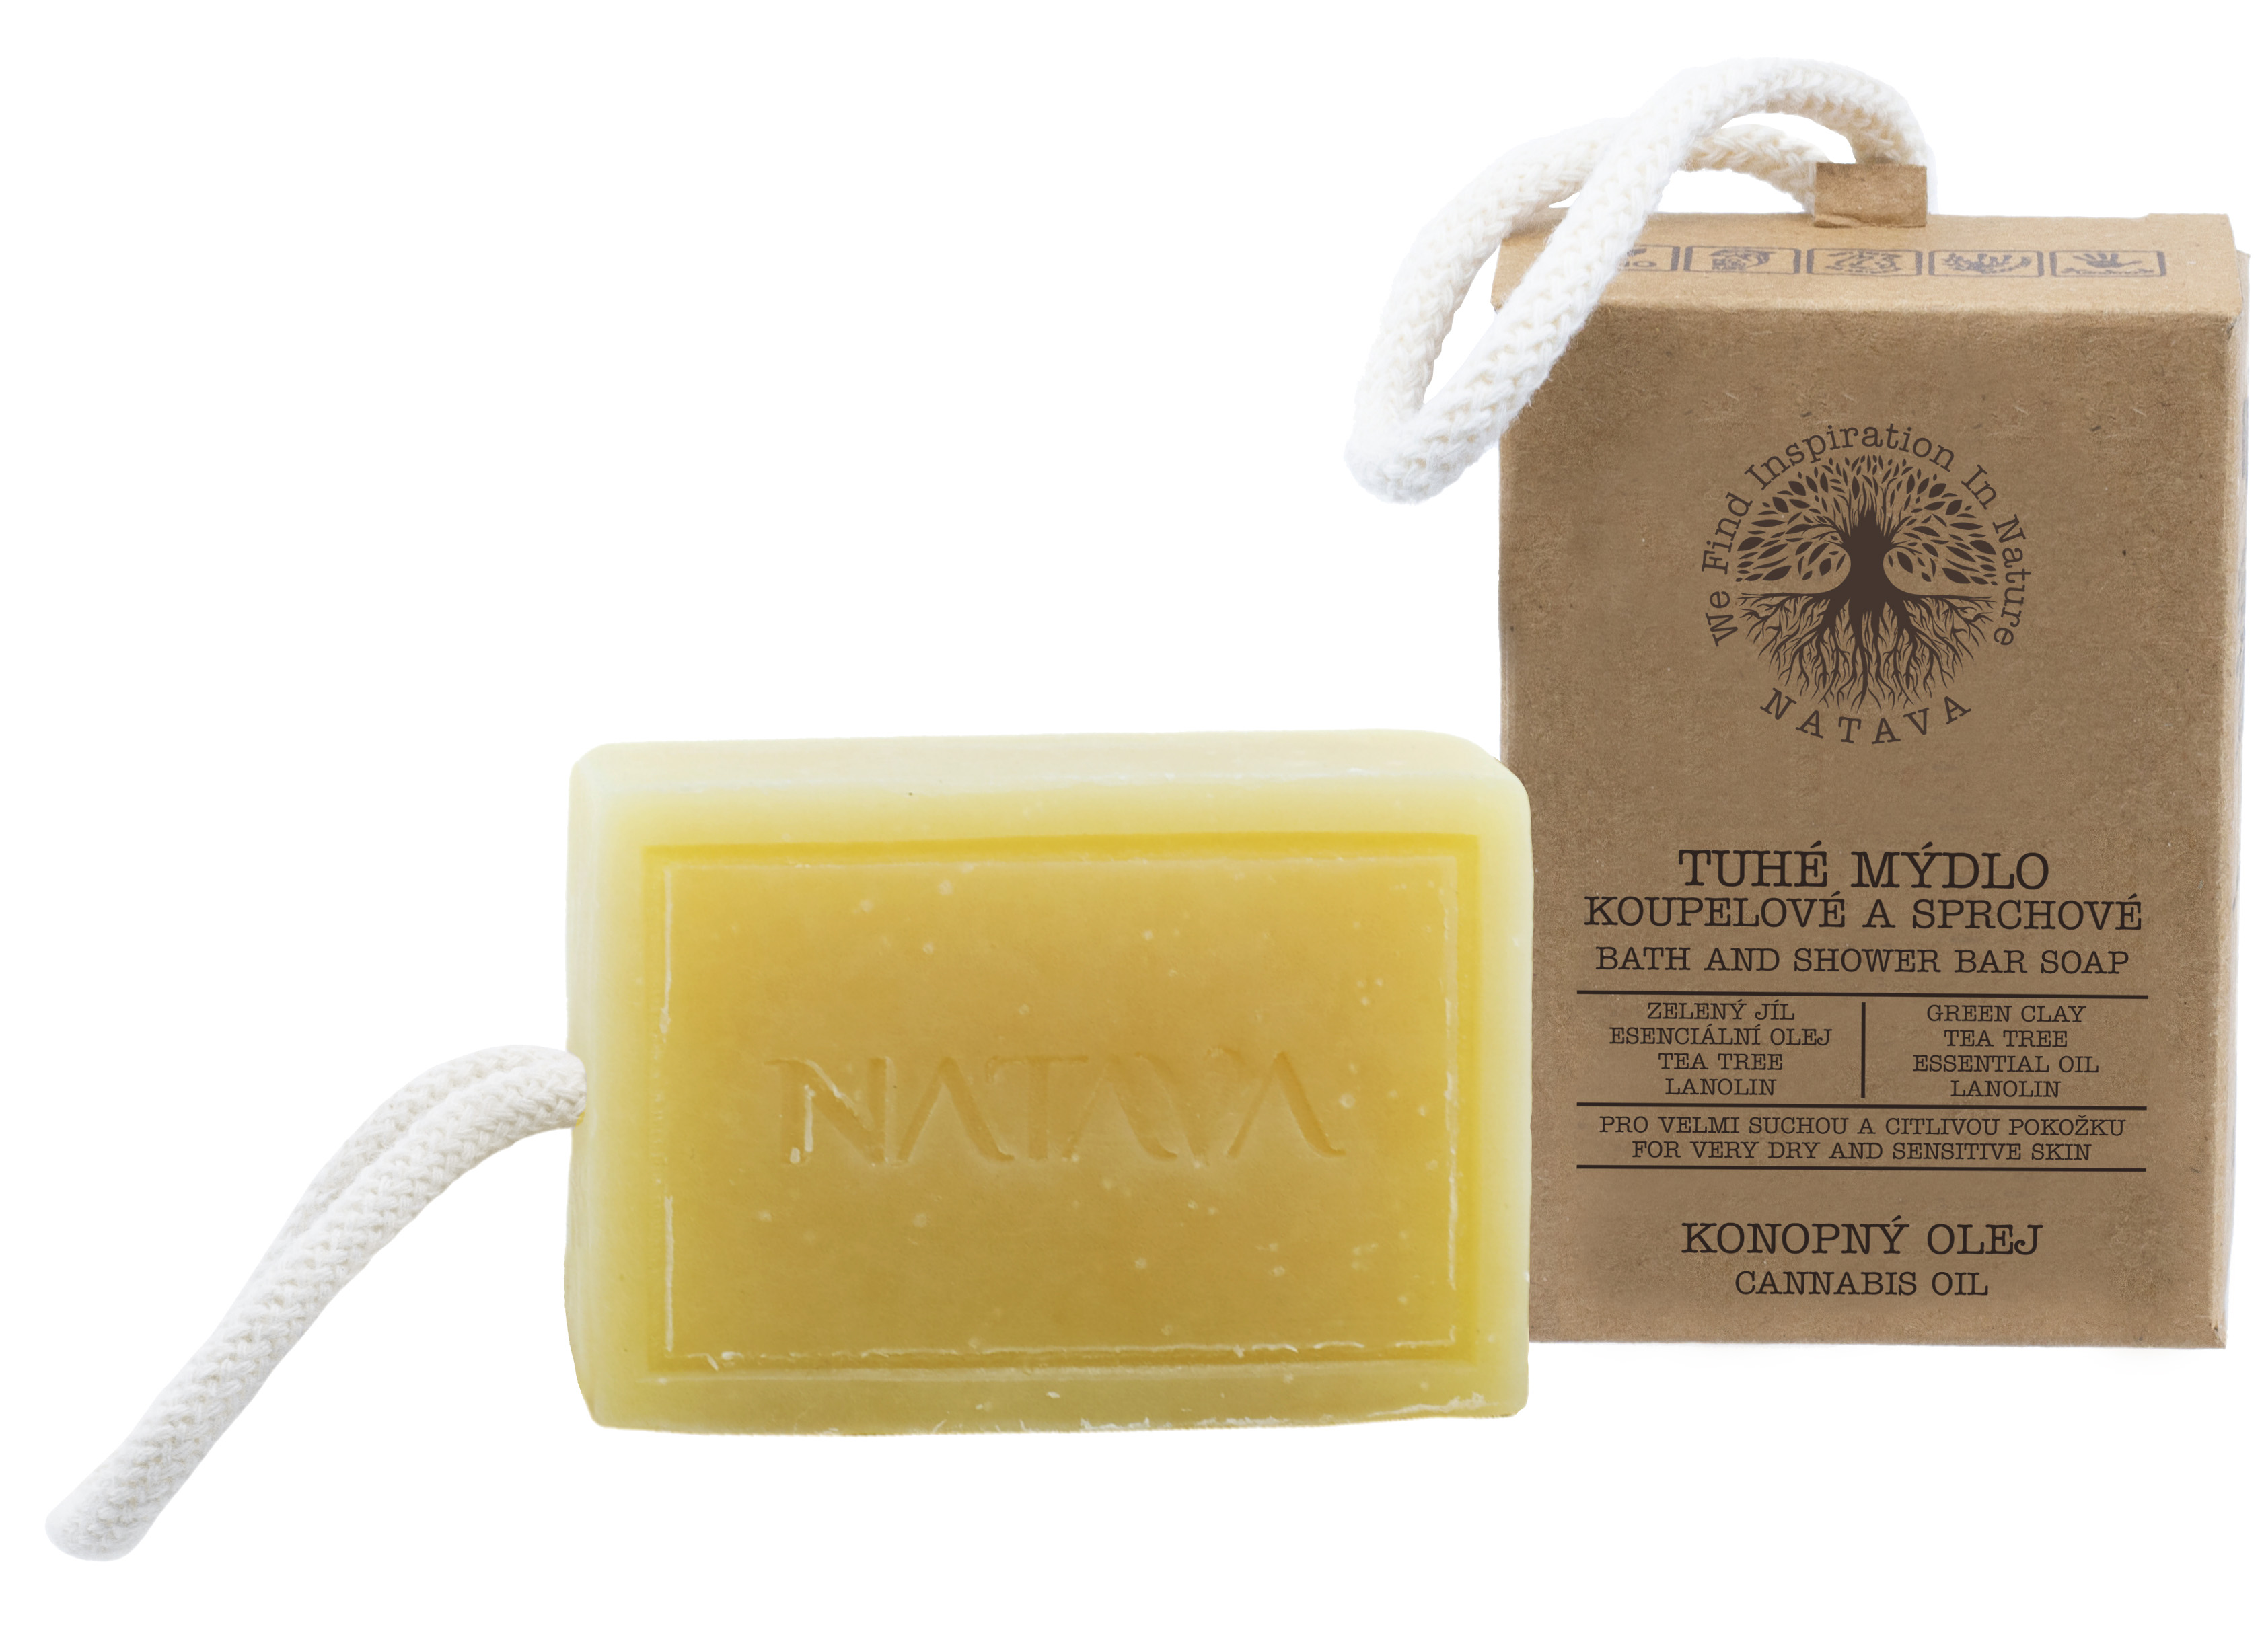 We Find Inspiration In Nature
NATAVA
TUHÉ MÝDLO
KOUPELOVÉ A SPRCHOVÉ
BATH AND SHOWER BAR SOAP
ZELENÝ JÍL
ESENCIÁLNÍ OLEJ
TEA TREE
LANOLIN
GREEN CLAY
TEA TREE
ESSENTIAL OIL
LANOLIN
PRO VELMI SUCHOU A CITLIVOU POKOŽKU
FOR VERY DRY AND SENSITIVE SKIN
KONOPNÝ OLEJ
CANNABIS OIL
NATAVA